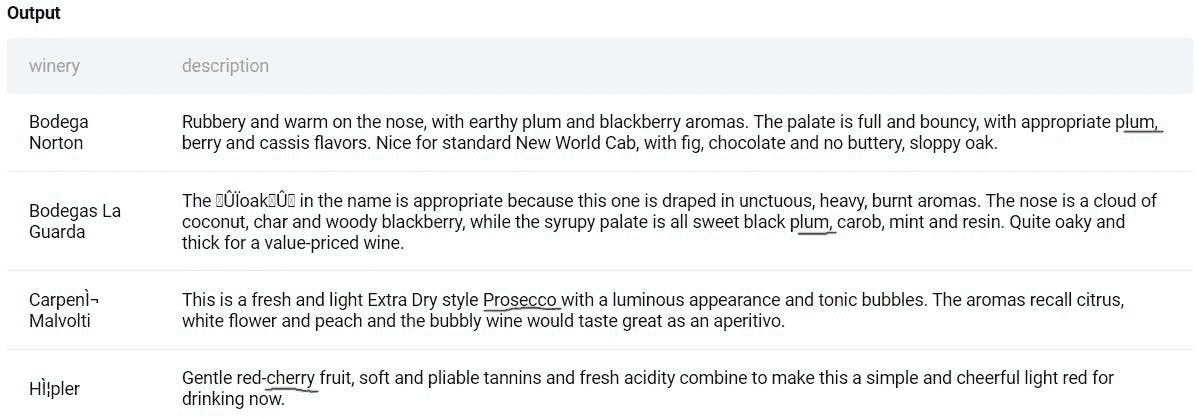 Output
winery description
Bodega Norton
Rubbery and warm on the nose, with earthy plum and blackberry aromas. The palate is full and bouncy, with appropriate plum,
berry and cassis flavors. Nice for standard New World Cab, with fig, chocolate and no buttery, sloppy oak.
Bodegas La Guarda
The ÛÏoakÛ in the name is appropriate because this one is draped in unctuous, heavy, burnt aromas. The nose is a cloud of
coconut, char and woody blackberry, while the syrupy palate is all sweet black plum, carob, mint and resin. Quite oaky and
thick for a value-priced wine.
CarpenÌ¬ Malvolti
This is a fresh and light Extra Dry style Prosecco with a luminous appearance and tonic bubbles. The aromas recall citrus,
white flower and peach and the bubbly wine would taste great as an aperitivo.
HÌ¦pler
Gentle red-cherry fruit, soft and pliable tannins and fresh acidity combine to make this a simple and cheerful light red for
drinking now.